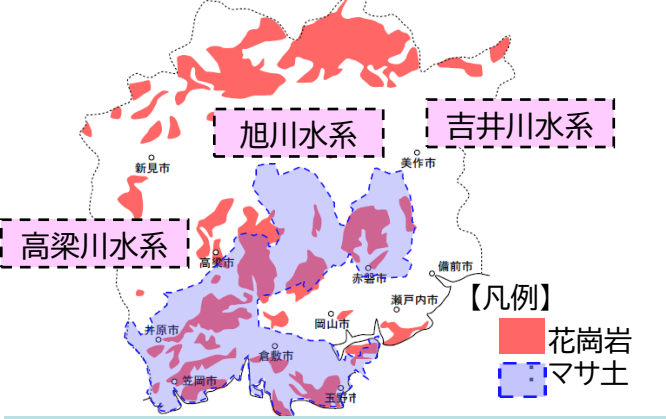 旭川水系
吉井川水系
新見市
美作市
高梁川水系
高梁市
赤磐市
備前市
瀬戸内市
【凡例】
岡山市
花崗岩
井原市
倉敷市
マサ土
笠岡市
玉野市